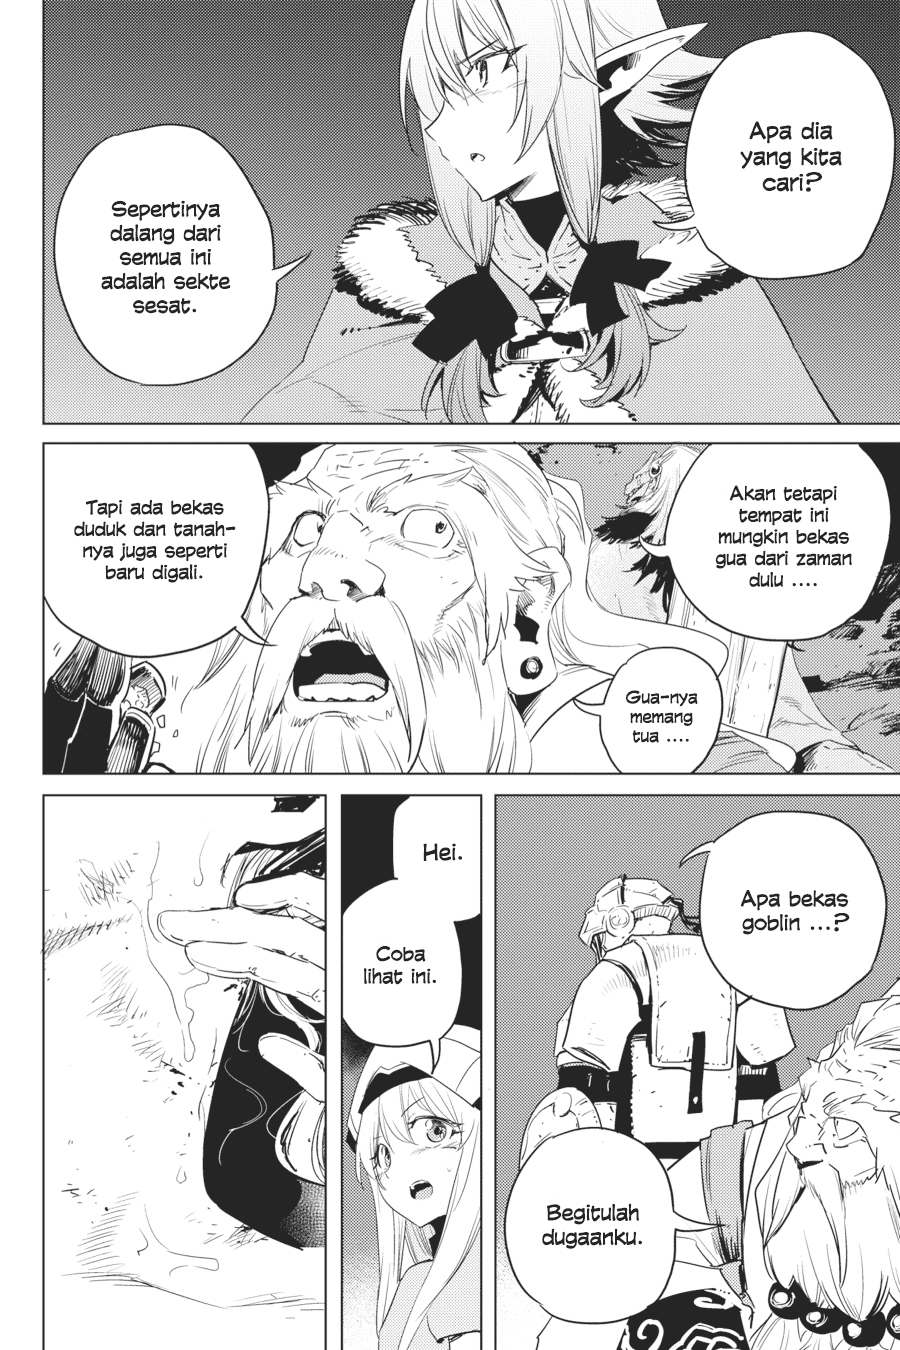 Apa dia
yang kita
cari?
Sepertinya
dalang dari
semua ini
adalah sekte
sesat.
Akan tetapi
tempat ini
mungkin bekas
gua dari zaman
dulu ....
Gua-nya
memang
tua ....
Tapi ada bekas
duduk dan tanah-
nya juga seperti
baru digali.
Apa bekas
goblin ...?
Begitulah
dugaanku.
Hei.
Coba
lihat ini.